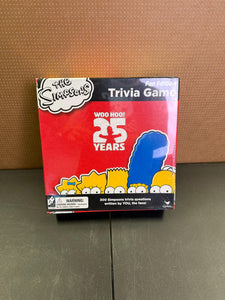 THE
SIMPSONS
Fan Edition
Trivia Game
WOO HOO!
25
YEARS
WARNING:
300 Simpsons trivia questions
written by YOU, the fans!